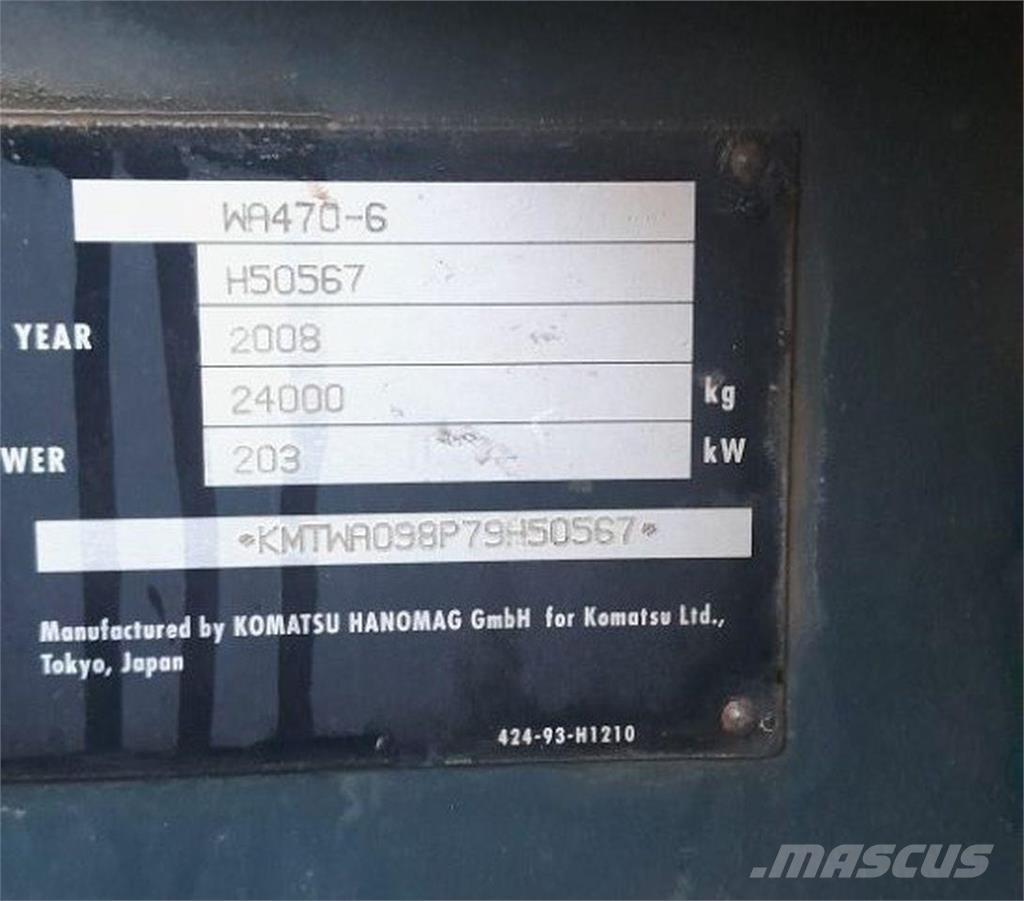 WA470-6
H50567
YEAR 2008
24000 kg
WER 203 kW
*KMTWA098P79H50567*
Manufactured by KOMATSU HANOMAG GmbH for Komatsu Ltd.,
Tokyo, Japan
424-93-H1210
.MASCUS